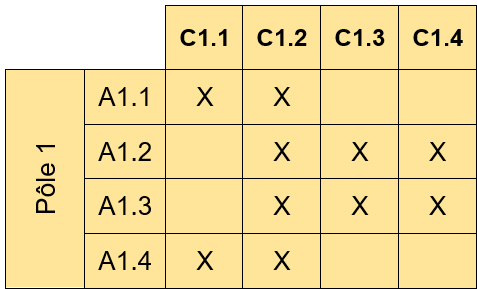 C1.1 C1.2 C1.3 C1.4
Pôle 1
A1.1 X X
A1.2 X X X
A1.3 X X X
A1.4 X X